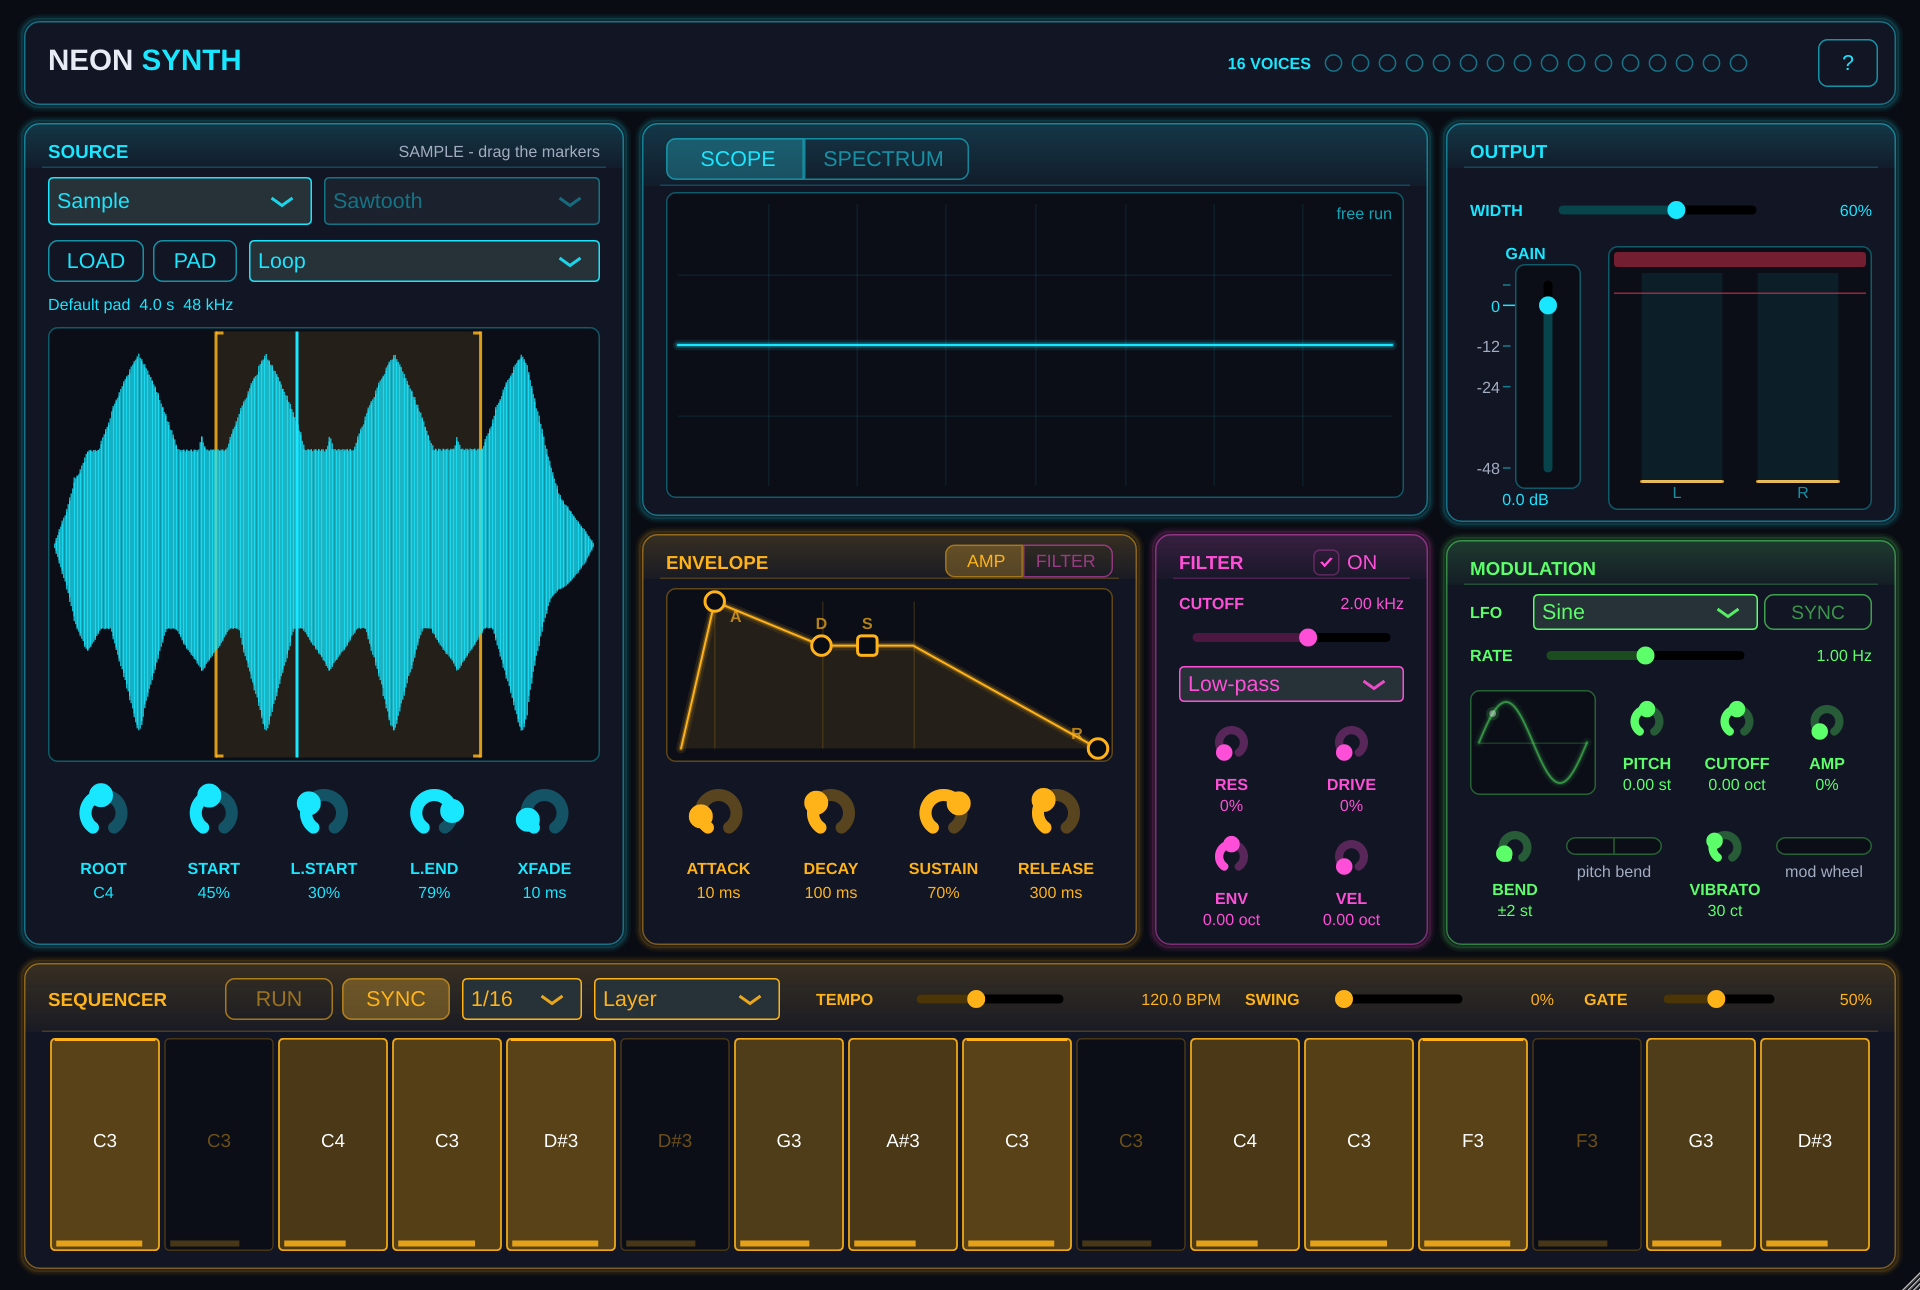 NEON SYNTH
16 VOICES
?
SOURCE
SAMPLE - drag the markers
Sample
Sawtooth
LOAD
PAD
Loop
Default pad 4.0 s 48 kHz
ROOT
START
L.START
L.END
XFADE
C4
45%
30%
79%
10 ms
SCOPE
SPECTRUM
free run
OUTPUT
WIDTH
60%
GAIN
0
-12
-24
-48
0.0 dB
L
R
ENVELOPE
AMP
FILTER
A
D
S
R
ATTACK
DECAY
SUSTAIN
RELEASE
10 ms
100 ms
70%
300 ms
FILTER
ON
CUTOFF
2.00 kHz
Low-pass
RES
DRIVE
0%
0%
ENV
VEL
0.00 oct
0.00 oct
MODULATION
LFO
Sine
SYNC
RATE
1.00 Hz
PITCH
CUTOFF
AMP
0.00 st
0.00 oct
0%
pitch bend
mod wheel
BEND
VIBRATO
±2 st
30 ct
SEQUENCER
RUN
SYNC
1/16
Layer
TEMPO
120.0 BPM
SWING
0%
GATE
50%
C3
C3
C4
C3
D#3
D#3
G3
A#3
C3
C3
C4
C3
F3
F3
G3
D#3